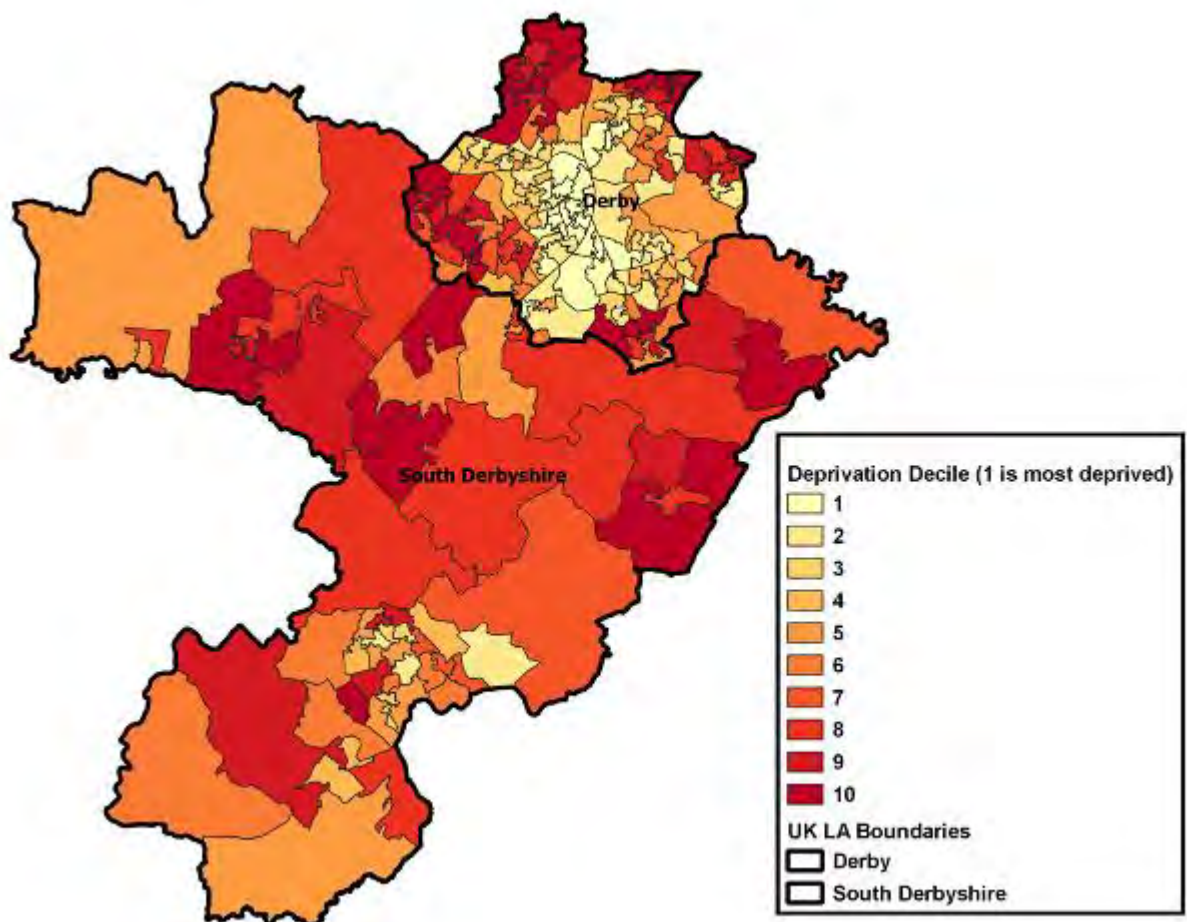 Derby
South Derbyshire
Deprivation Decile (1 is most deprived)
1
2
3
4
5
6
7
8
9
10
UK LA Boundaries
Derby
South Derbyshire